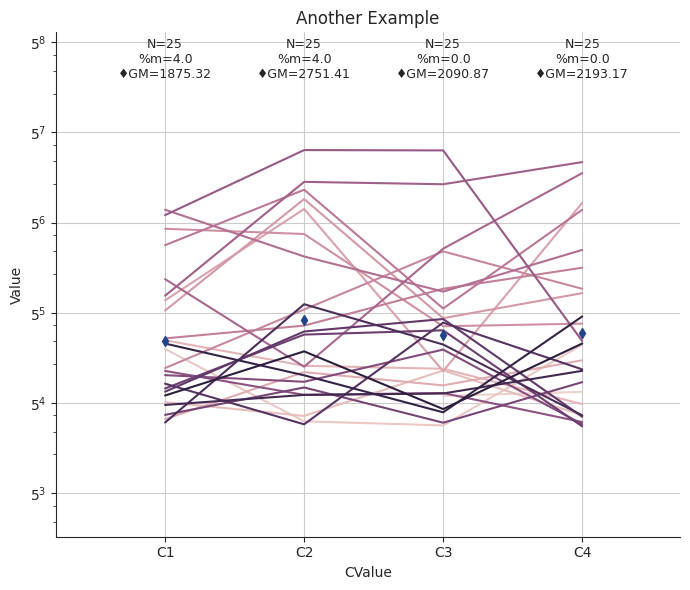 Another Example
N=25 N=25 N=25 N=25
%m=4.0 %m=4.0 %m=0.0 %m=0.0
♦GM=1875.32 ♦GM=2751.41 ♦GM=2090.87 ♦GM=2193.17
5⁸
5⁷
5⁶
5⁵
5⁴
5³
Value
C1 C2 C3 C4
CValue